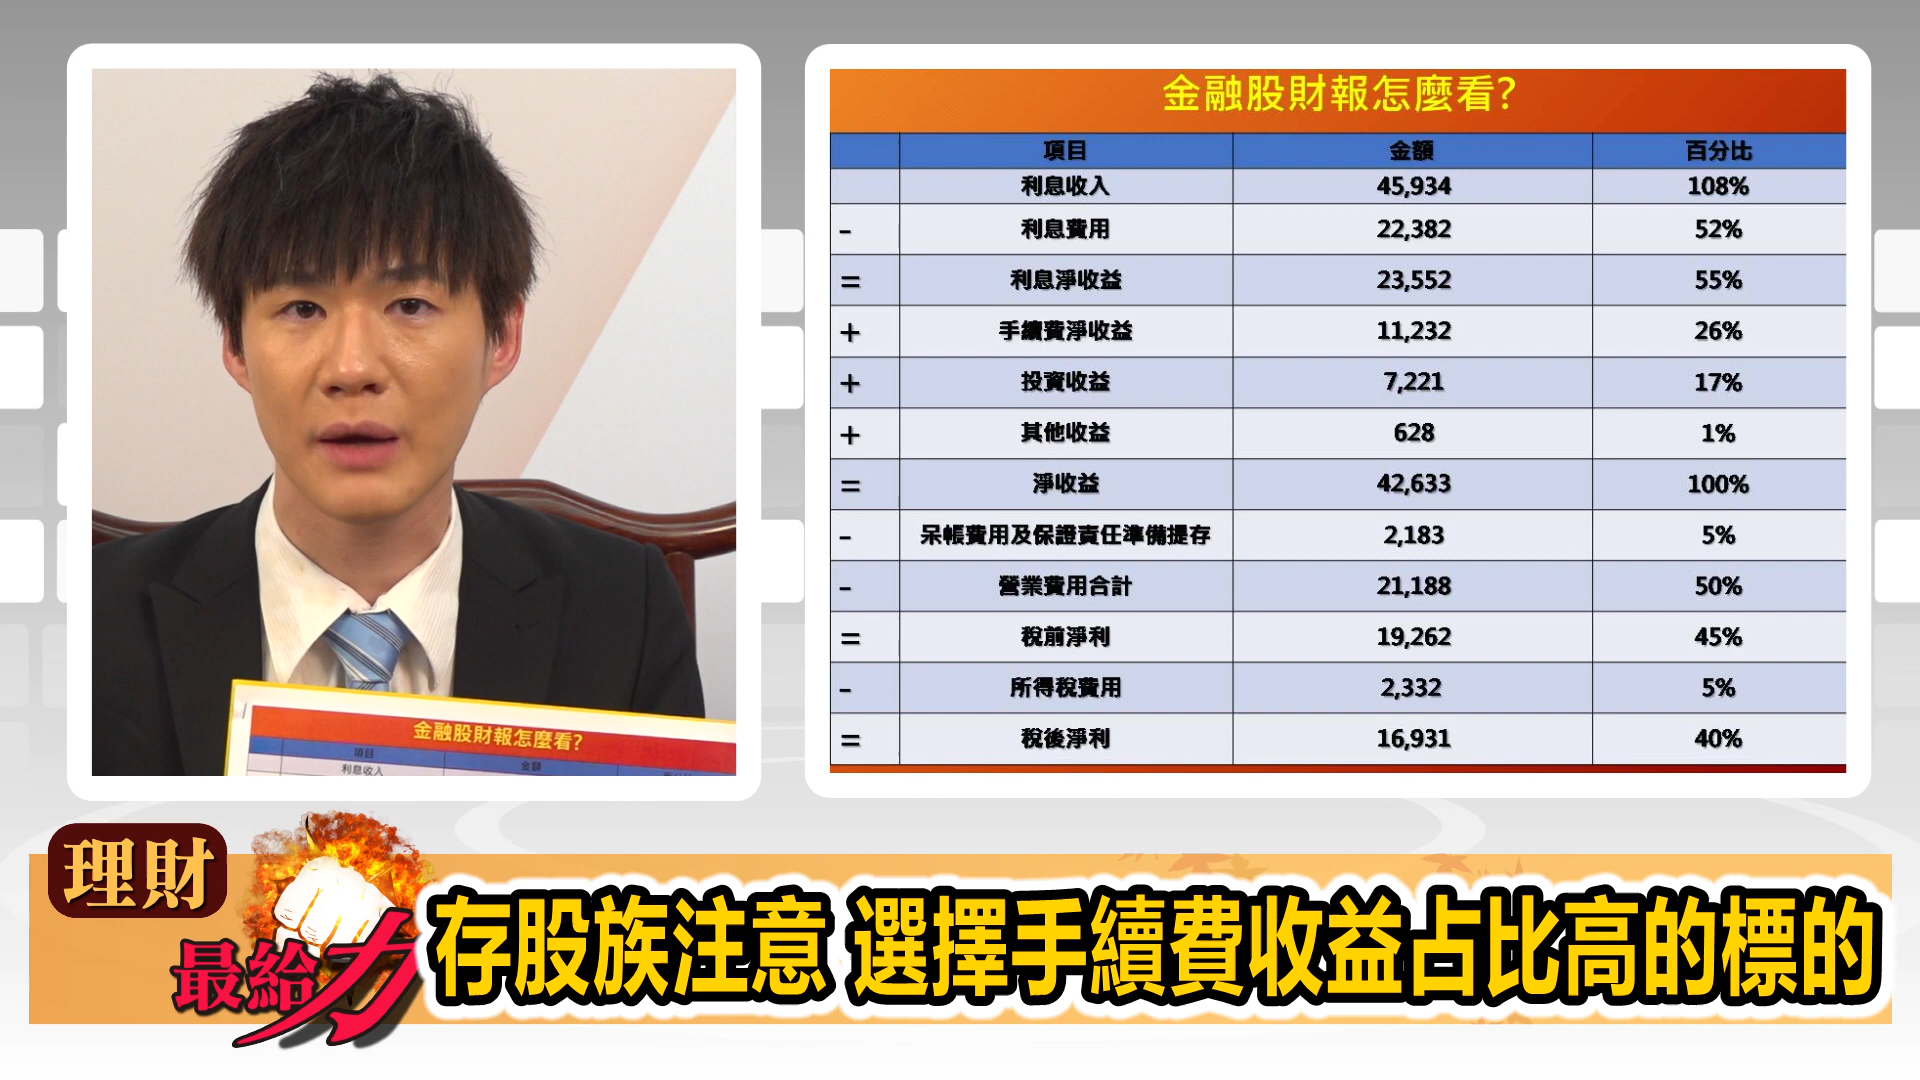 金融股財報怎麼看?
項目 金額 百分比
利息收入 45,934 108%
- 利息費用 22,382 52%
= 利息淨收益 23,552 55%
+ 手續費淨收益 11,232 26%
+ 投資收益 7,221 17%
+ 其他收益 628 1%
= 淨收益 42,633 100%
- 呆帳費用及保證責任準備提存 2,183 5%
- 營業費用合計 21,188 50%
= 稅前淨利 19,262 45%
- 所得稅費用 2,332 5%
= 稅後淨利 16,931 40%
金融股財報怎麼看?
項目 金額
利息收入
理財
最給力
存股族注意 選擇手續費收益占比高的標的